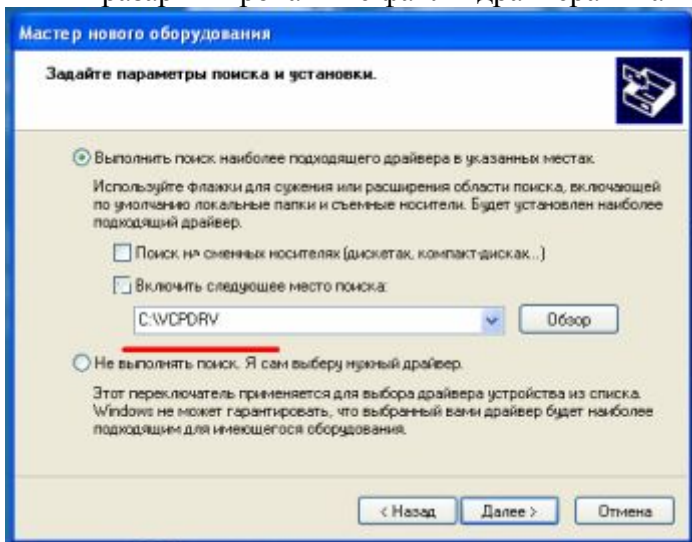 Мастер нового оборудования
Задайте параметры поиска и установки.
Выполнить поиск наиболее подходящего драйвера в указанных местах.
Используйте флажки для сужения или расширения области поиска, включающей
по умолчанию локальные папки и съемные носители. Будет установлен наиболее
подходящий драйвер.
Поиск на сменных носителях (дискетах, компакт-дисках...)
Включить следующее место поиска:
C:\VCPDRV
Обзор
Не выполнять поиск. Я сам выберу нужный драйвер.
Этот переключатель применяется для выбора драйвера устройства из списка.
Windows не может гарантировать, что выбранный вами драйвер будет наиболее
подходящим для имеющегося оборудования.
< Назад Далее > Отмена